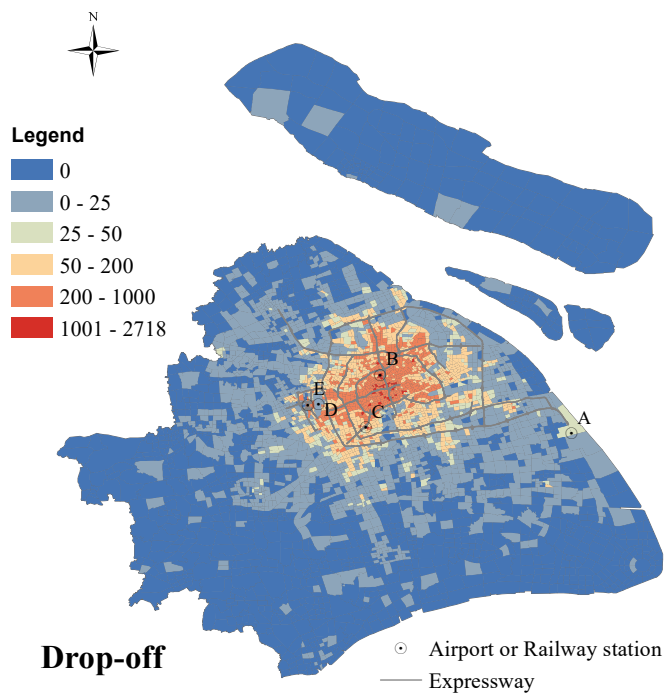 N
Legend
0
0 - 25
25 - 50
50 - 200
200 - 1000
1001 - 2718
B
E
D
C
A
Drop-off
Airport or Railway station
Expressway